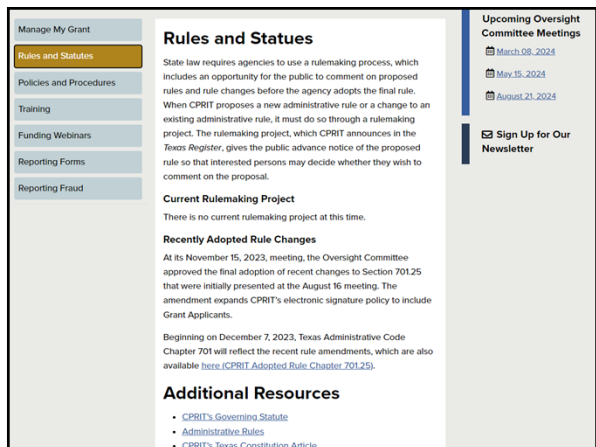 Manage My Grant
Rules and Statutes
Policies and Procedures
Training
Funding Webinars
Reporting Forms
Reporting Fraud
Rules and Statues
State law requires agencies to use a rulemaking process, which
includes an opportunity for the public to comment on proposed
rules and rule changes before the agency adopts the final rule.
When CPRIT proposes a new administrative rule or a change to an
existing administrative rule, it must do so through a rulemaking
project. The rulemaking project, which CPRIT announces in the
Texas Register, gives the public advance notice of the proposed
rule so that interested persons may decide whether they wish to
comment on the proposal.
Current Rulemaking Project
There is no current rulemaking project at this time.
Recently Adopted Rule Changes
At its November 15, 2023, meeting, the Oversight Committee
approved the final adoption of recent changes to Section 701.25
that were initially presented at the August 16 meeting. The
amendment expands CPRIT's electronic signature policy to include
Grant Applicants.
Beginning on December 7, 2023, Texas Administrative Code
Chapter 701 will reflect the recent rule amendments, which are also
available here (CPRIT Adopted Rule Chapter 701.25).
Additional Resources
• CPRIT's Governing Statute
• Administrative Rules
• CPRIT's Texas Constitution Article
Upcoming Oversight
Committee Meetings
March 08, 2024
May 15, 2024
August 21, 2024
Sign Up for Our
Newsletter